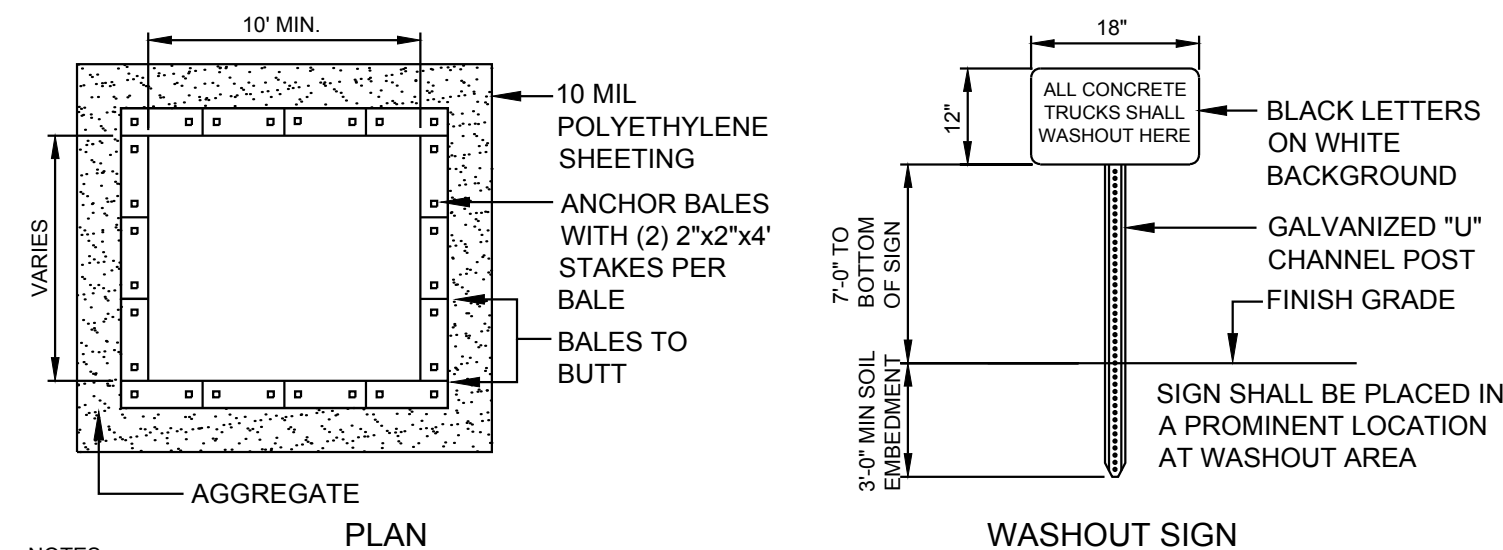 10' MIN.
VARIES
10 MIL
POLYETHYLENE
SHEETING
ANCHOR BALES
WITH (2) 2"x2"x4'
STAKES PER
BALE
BALES TO
BUTT
AGGREGATE
PLAN
NOTES
18"
12"
ALL CONCRETE
TRUCKS SHALL
WASHOUT HERE
BLACK LETTERS
ON WHITE
BACKGROUND
7'-0" TO
BOTTOM
OF SIGN
GALVANIZED "U"
CHANNEL POST
FINISH GRADE
3'-0" MIN SOIL
EMBEDMENT
SIGN SHALL BE PLACED IN
A PROMINENT LOCATION
AT WASHOUT AREA
WASHOUT SIGN